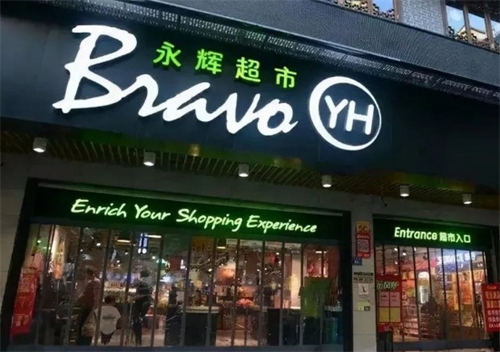 永辉超市
Bravo YH
Enrich Your Shopping Experience
Entrance 超市入口